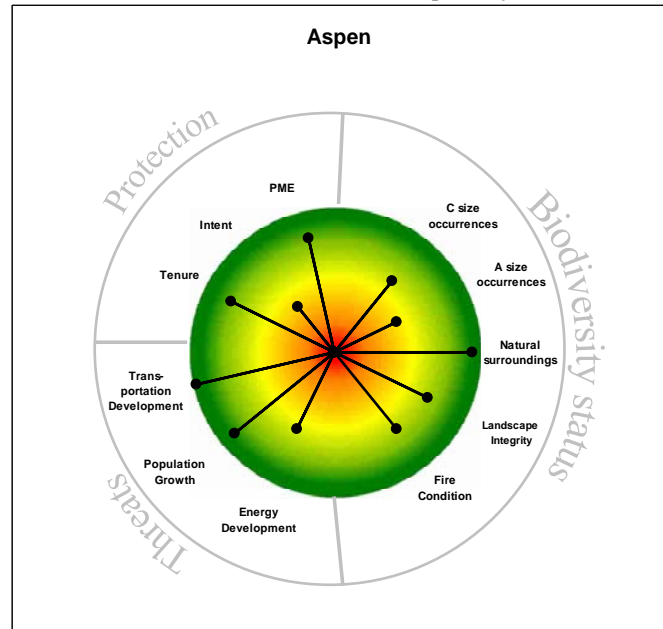 Aspen
Protection
Biodiversity status
Threats
PME
Intent
Tenure
C size
occurrences
A size
occurrences
Natural
surroundings
Landscape
Integrity
Fire
Condition
Energy
Development
Population
Growth
Trans-
portation
Development